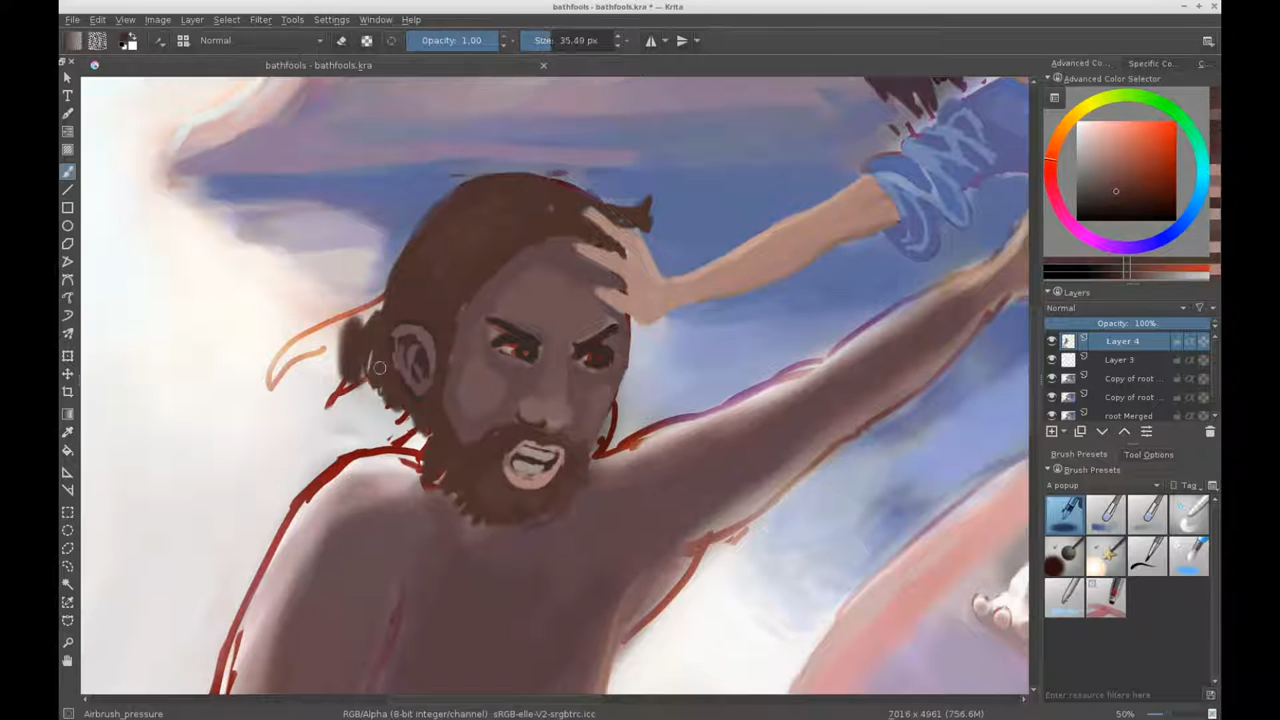 bathfools - bathfools.kra * — Krita
File Edit View Image Layer Select Filter Tools Settings Window Help
Normal Opacity: 1.00 Size: 35.49 px
bathfools - bathfools.kra
Advanced Co... Specific Co...
Advanced Color Selector
Layers
Normal
Opacity: 100%
Layer 4
Layer 3
Copy of root ...
Copy of root ...
root Merged
Brush Presets Tool Options
Brush Presets
A popup Tag
Enter resource filters here
Airbrush_pressure RGB/Alpha (8-bit integer/channel) sRGB-elle-V2-srgbtrc.icc 7016 x 4961 (756.6M) 50%